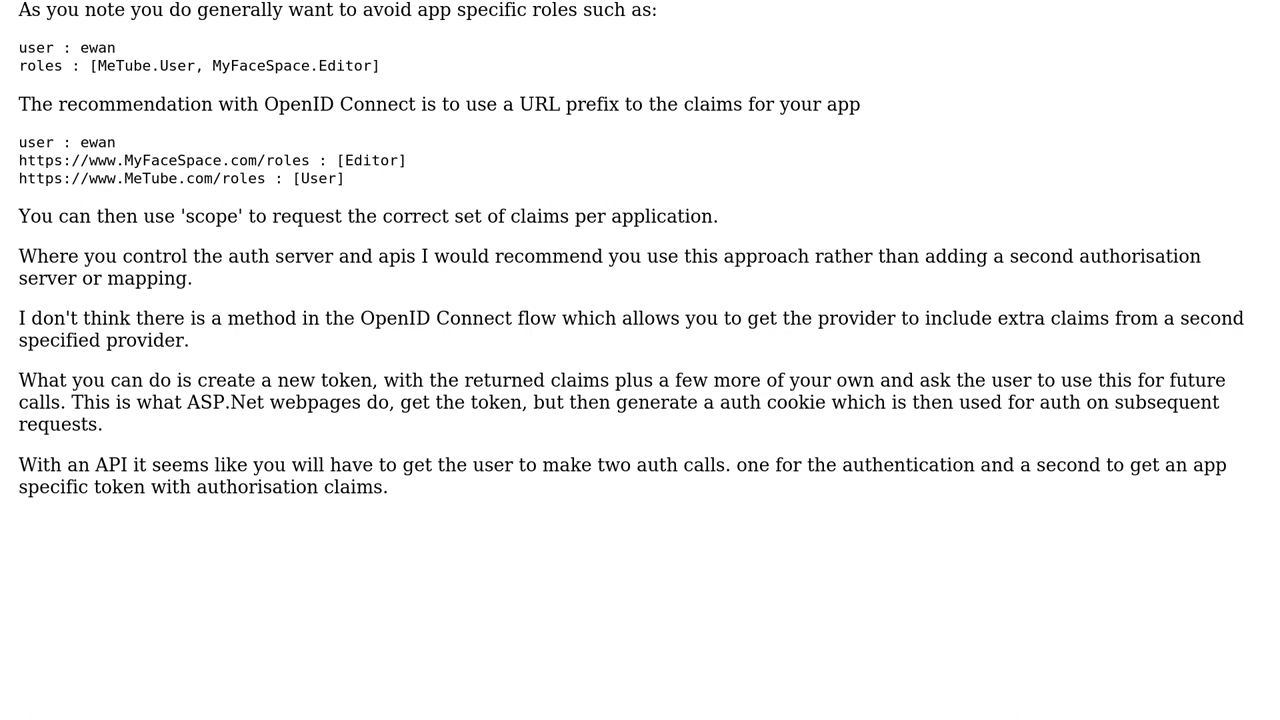 As you note you do generally want to avoid app specific roles such as:
user : ewan
roles : [MeTube.User, MyFaceSpace.Editor]
The recommendation with OpenID Connect is to use a URL prefix to the claims for your app
user : ewan
https://www.MyFaceSpace.com/roles : [Editor]
https://www.MeTube.com/roles : [User]
You can then use 'scope' to request the correct set of claims per application.
Where you control the auth server and apis I would recommend you use this approach rather than adding a second authorisation
server or mapping.
I don't think there is a method in the OpenID Connect flow which allows you to get the provider to include extra claims from a second
specified provider.
What you can do is create a new token, with the returned claims plus a few more of your own and ask the user to use this for future
calls. This is what ASP.Net webpages do, get the token, but then generate a auth cookie which is then used for auth on subsequent
requests.
With an API it seems like you will have to get the user to make two auth calls. one for the authentication and a second to get an app
specific token with authorisation claims.